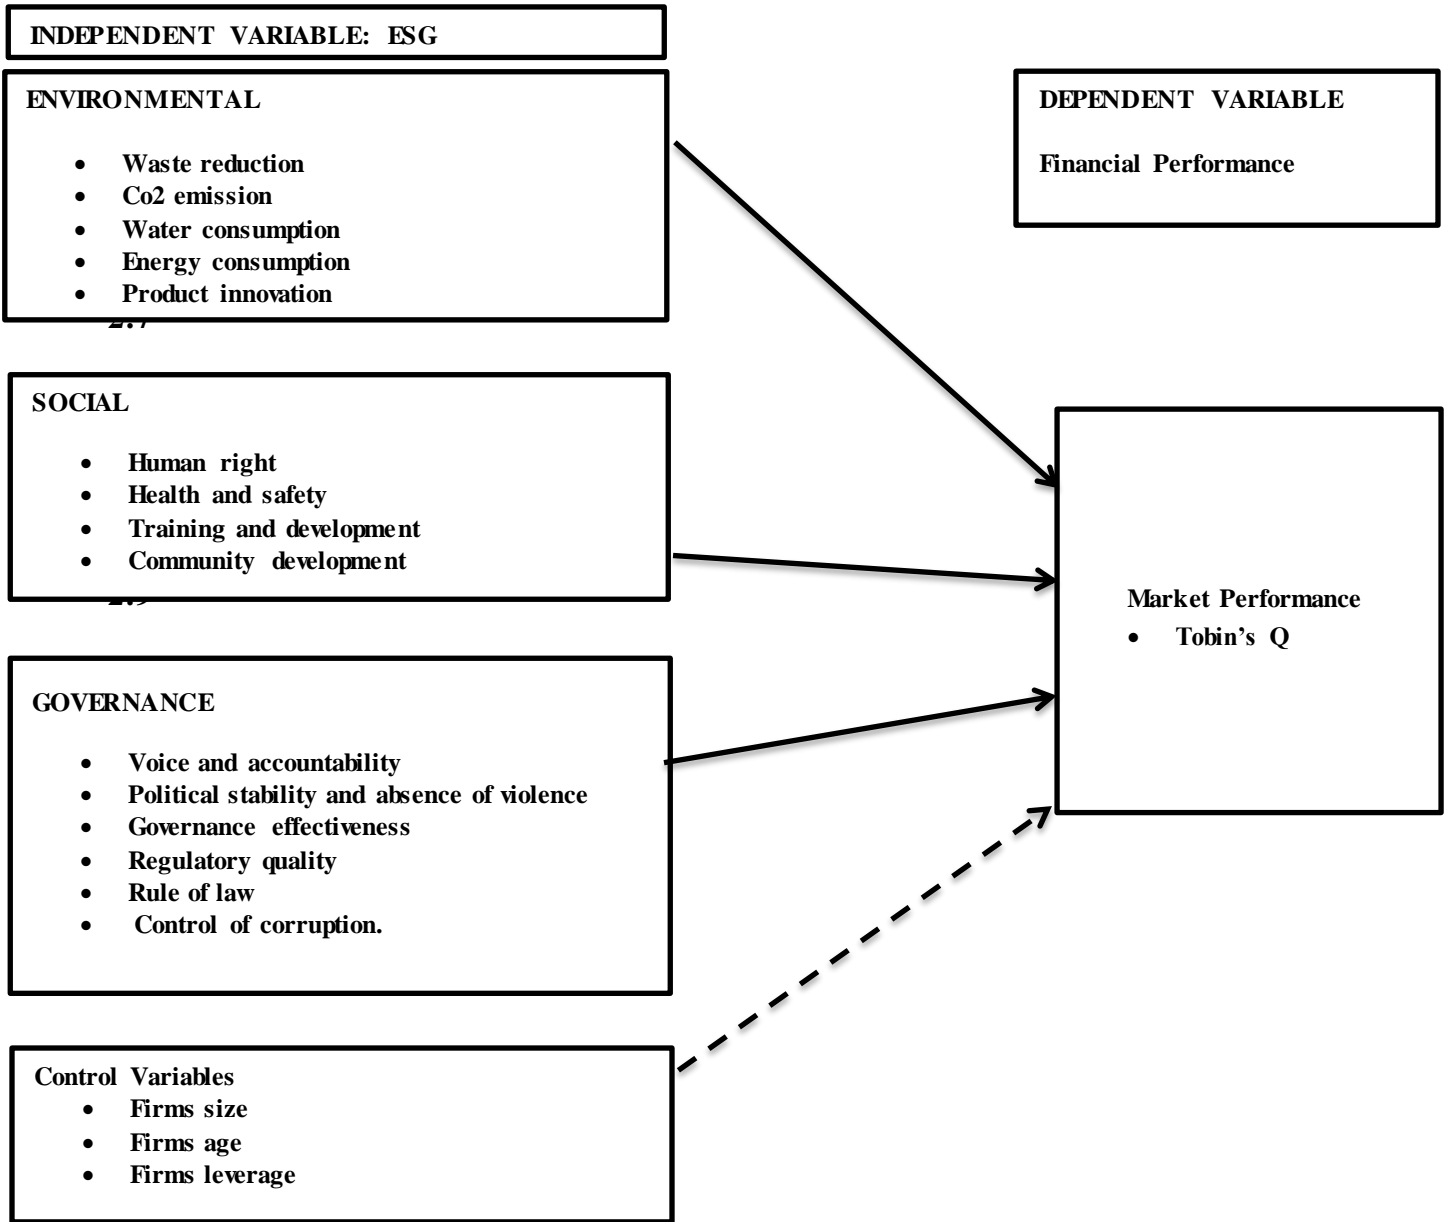 INDEPENDENT VARIABLE: ESG
ENVIRONMENTAL
• Waste reduction
• Co2 emission
• Water consumption
• Energy consumption
• Product innovation
SOCIAL
• Human right
• Health and safety
• Training and development
• Community development
GOVERNANCE
• Voice and accountability
• Political stability and absence of violence
• Governance effectiveness
• Regulatory quality
• Rule of law
• Control of corruption.
Control Variables
• Firms size
• Firms age
• Firms leverage
DEPENDENT VARIABLE
Financial Performance
Market Performance
• Tobin’s Q